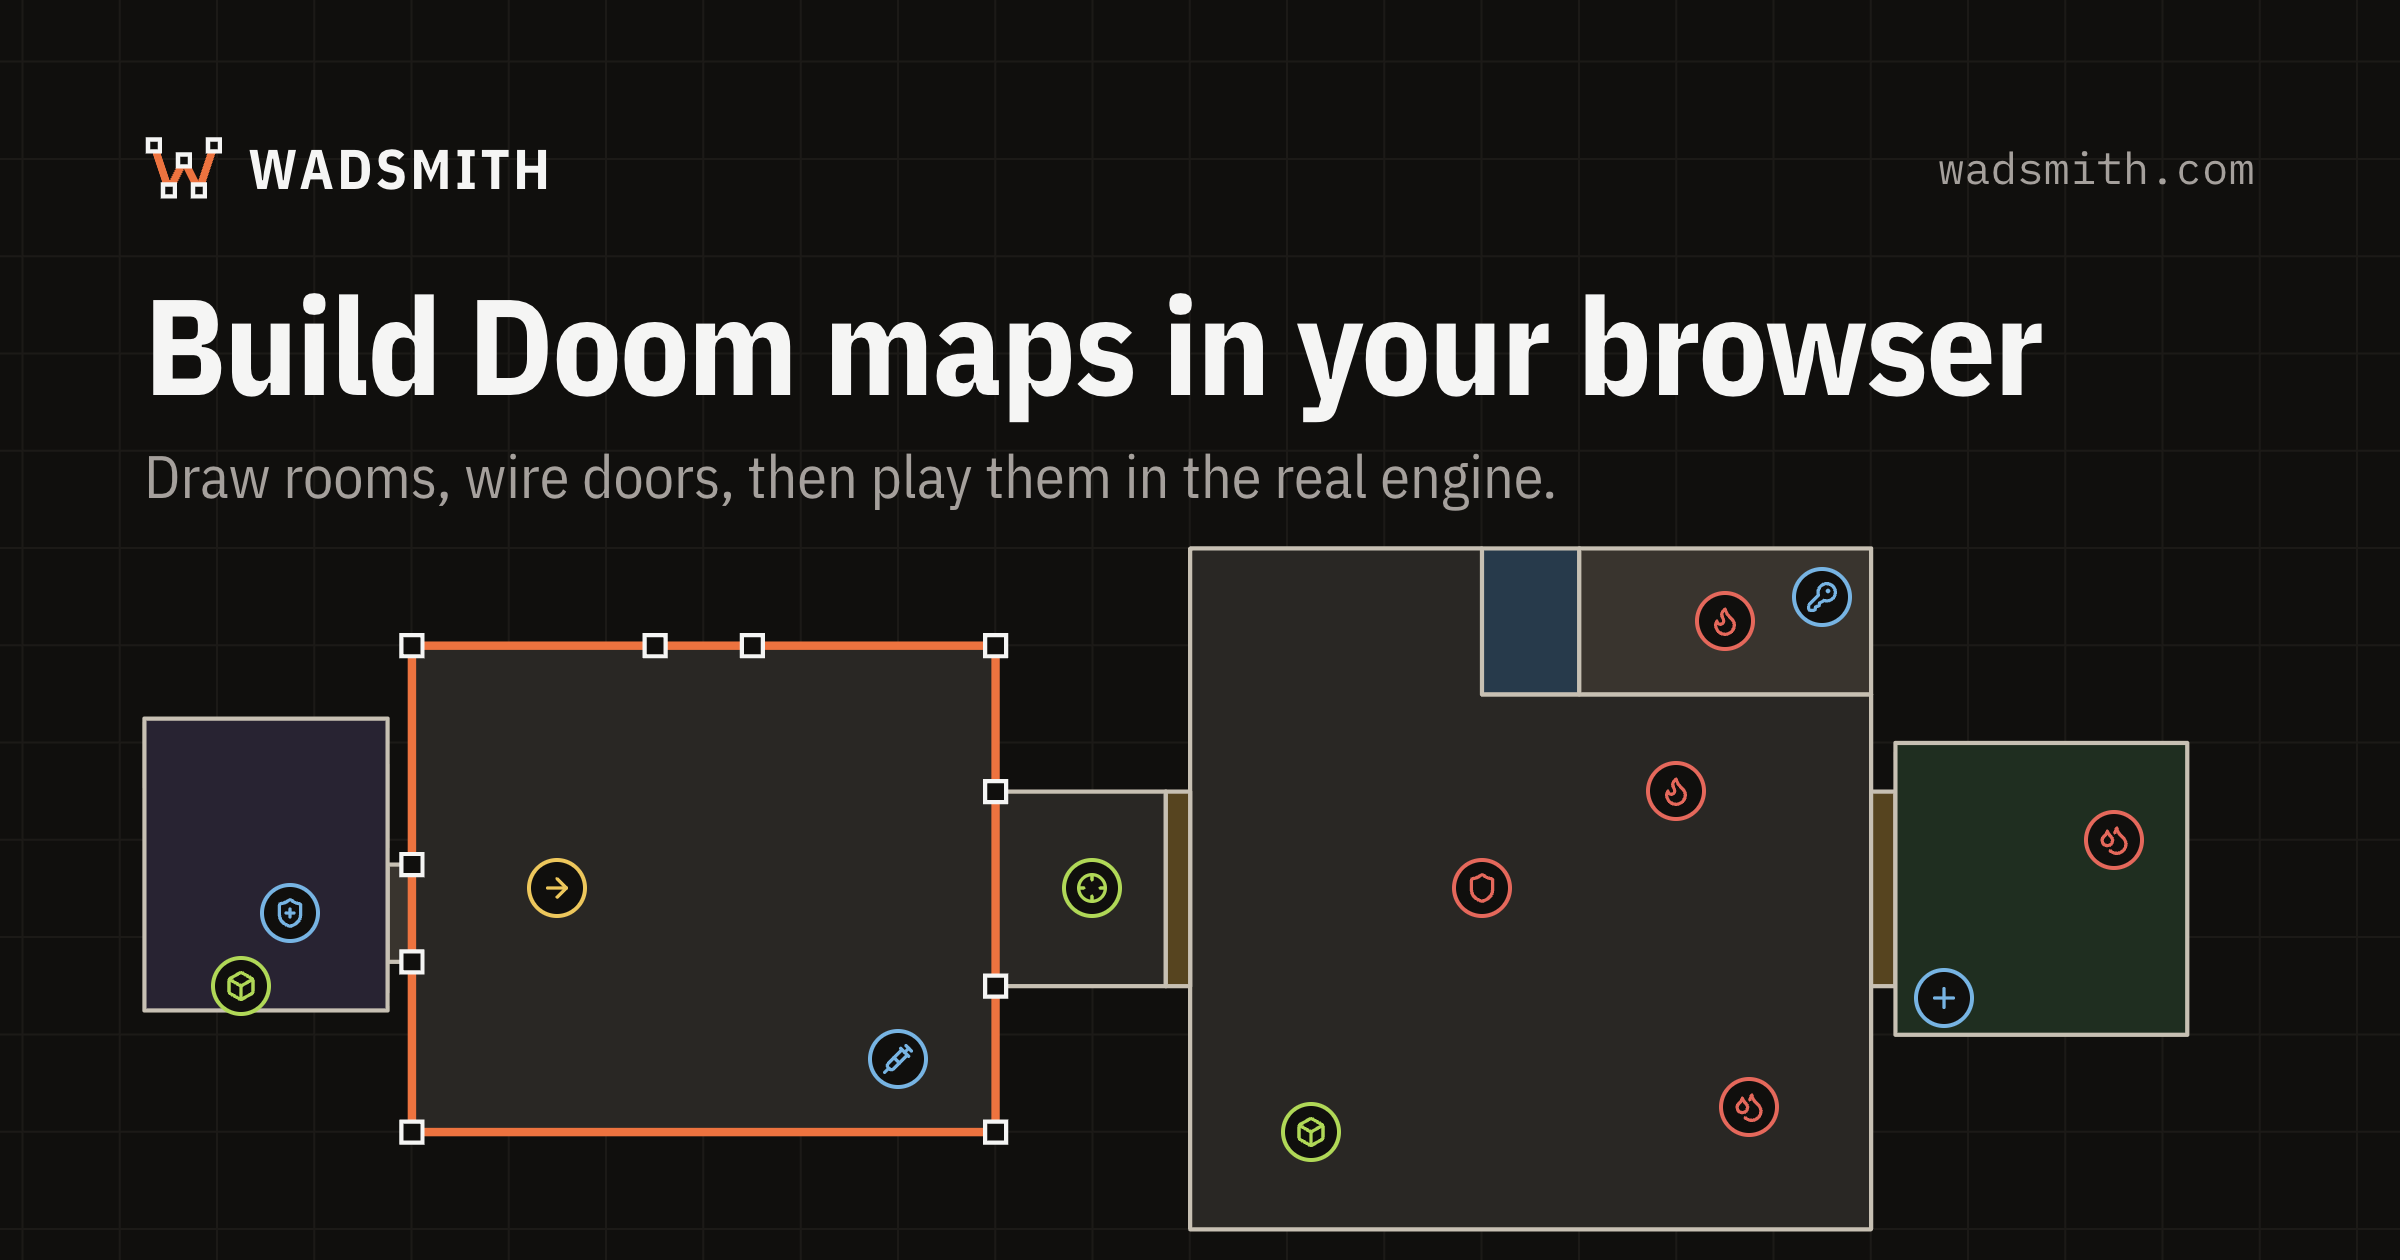 WADSMITH
wadsmith.com
Build Doom maps in your browser
Draw rooms, wire doors, then play them in the real engine.